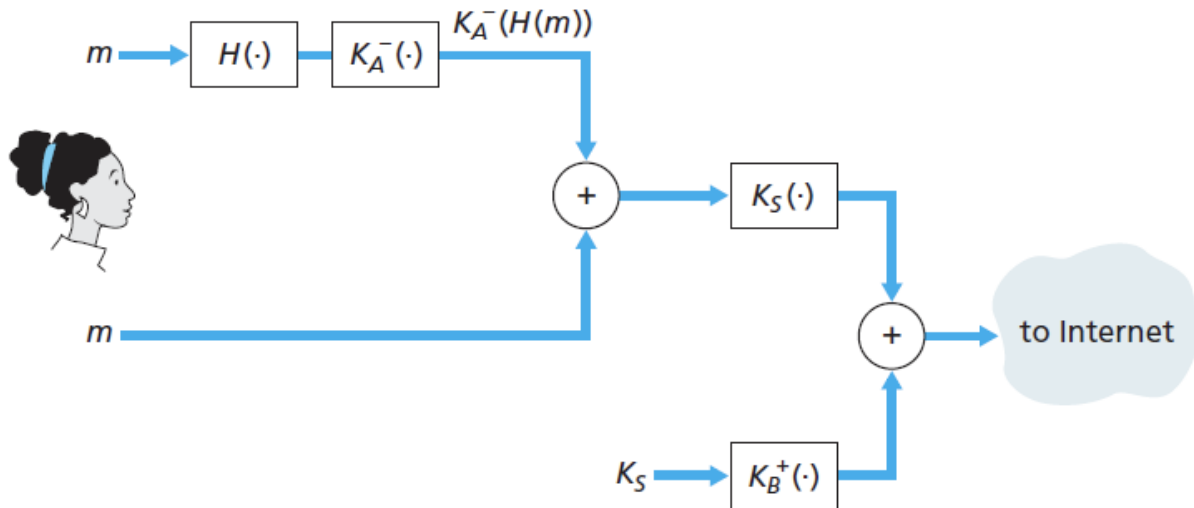 K_A^-(H(m))
m
H(·)
K_A^-(·)
+
K_S(·)
m
+
to Internet
K_S
K_B^+(·)